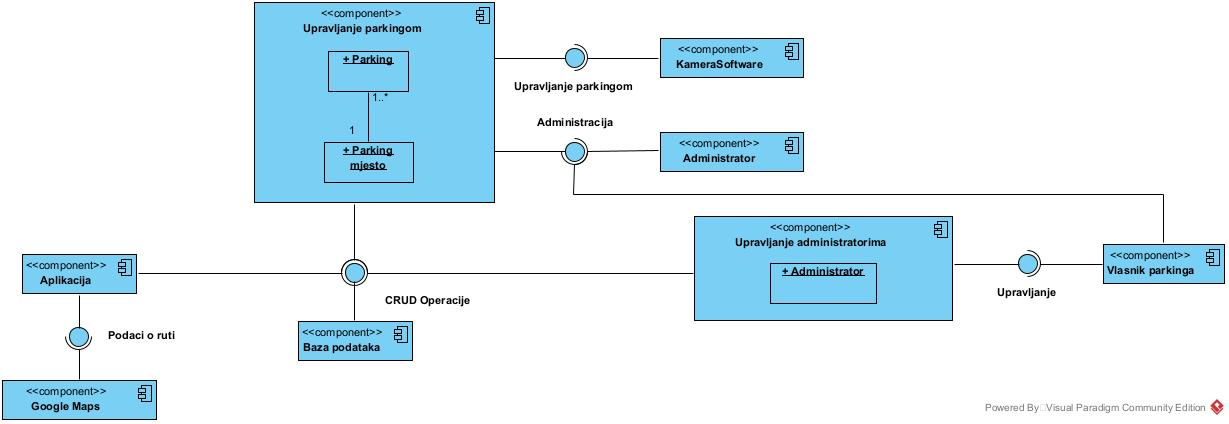 <<component>>
Upravljanje parkingom
+ Parking
1..*
1
+ Parking
mjesto
<<component>>
KameraSoftware
Upravljanje parkingom
Administracija
<<component>>
Administrator
<<component>>
Upravljanje administratorima
+ Administrator
<<component>>
Vlasnik parkinga
Upravljanje
<<component>>
Aplikacija
CRUD Operacije
Podaci o ruti
<<component>>
Baza podataka
<<component>>
Google Maps
Powered By Visual Paradigm Community Edition